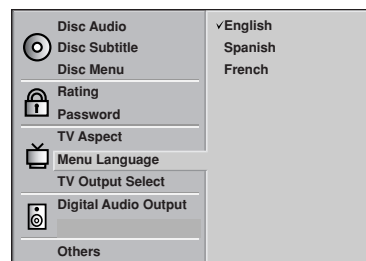 Disc Audio
Disc Subtitle
Disc Menu
Rating
Password
TV Aspect
Menu Language
TV Output Select
Digital Audio Output
Others
✓English
Spanish
French